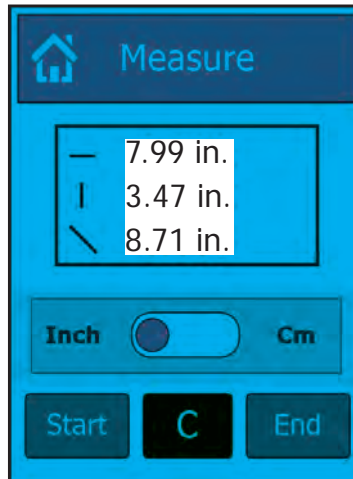 Measure
7.99 in.
3.47 in.
8.71 in.
Inch Cm
Start C End